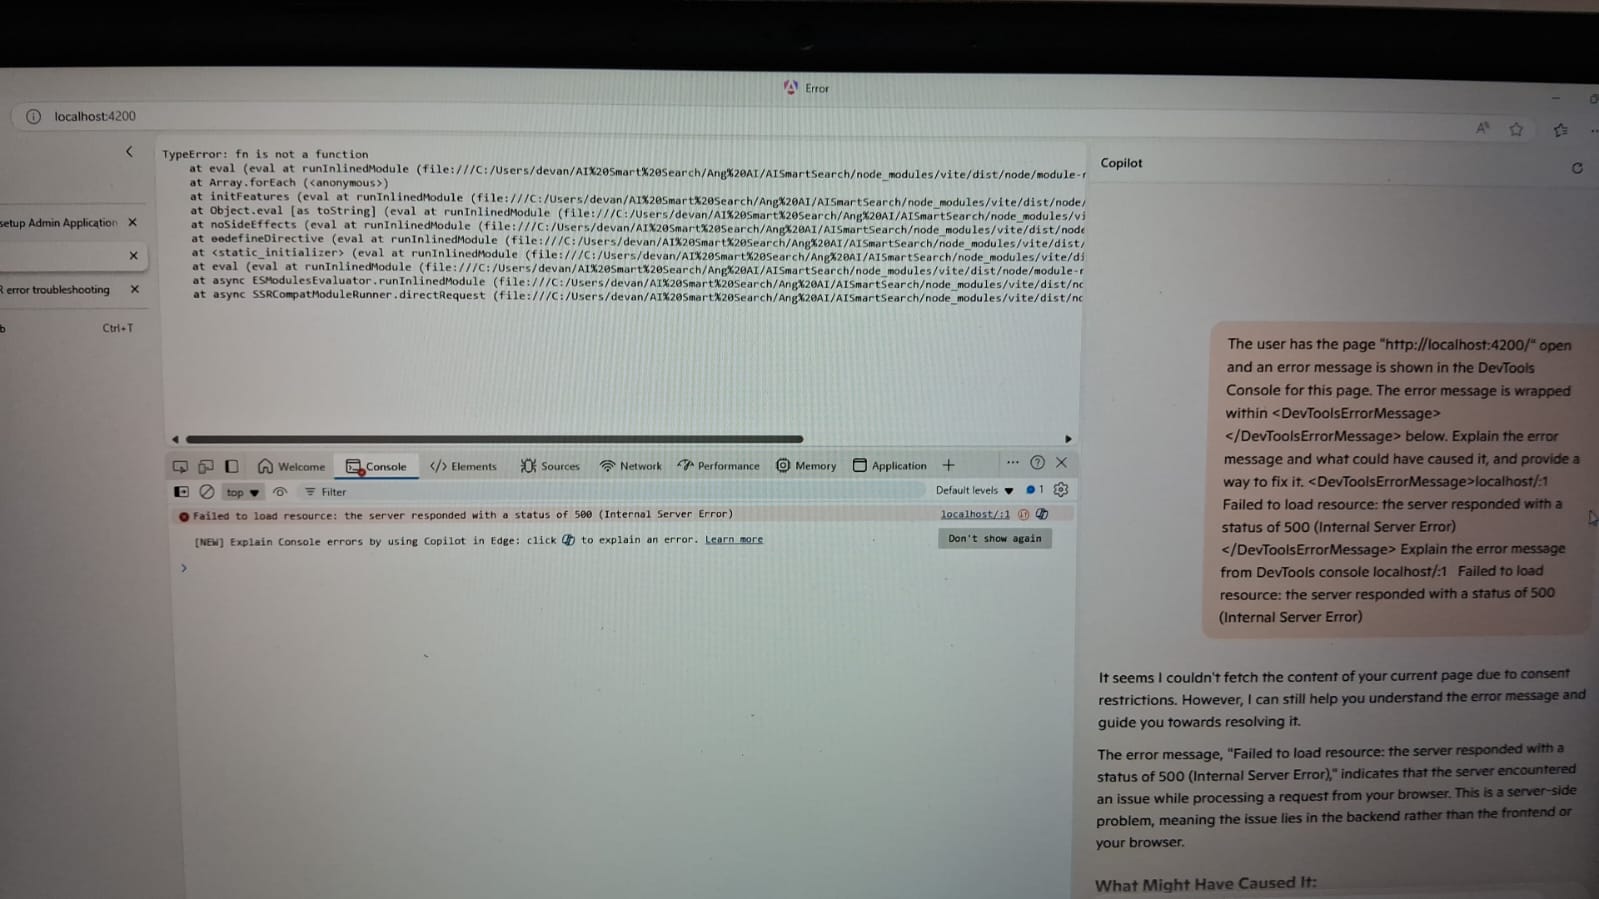 Error
localhost:4200
TypeError: fn is not a function
at eval (eval at runInlinedModule (file:///C:/Users/devan/AI%20Smart%20Search/Ang%20AI/AISmartSearch/node_modules/vite/dist/node/module-r
at Array.forEach (<anonymous>)
at initFeatures (eval at runInlinedModule (file:///C:/Users/devan/AI%20Smart%20Search/Ang%20AI/AISmartSearch/node_modules/vite/dist/node/
at Object.eval [as toString] (eval at runInlinedModule (file:///C:/Users/devan/AI%20Smart%20Search/Ang%20AI/AISmartSearch/node_modules/vi
at noSideEffects (eval at runInlinedModule (file:///C:/Users/devan/AI%20Smart%20Search/Ang%20AI/AISmartSearch/node_modules/vite/dist/node
at ɵɵdefineDirective (eval at runInlinedModule (file:///C:/Users/devan/AI%20Smart%20Search/Ang%20AI/AISmartSearch/node_modules/vite/dist/
at <static_initializer> (eval at runInlinedModule (file:///C:/Users/devan/AI%20Smart%20Search/Ang%20AI/AISmartSearch/node_modules/vite/di
at eval (eval at runInlinedModule (file:///C:/Users/devan/AI%20Smart%20Search/Ang%20AI/AISmartSearch/node_modules/vite/dist/node/module-r
at async ESModulesEvaluator.runInlinedModule (file:///C:/Users/devan/AI%20Smart%20Search/Ang%20AI/AISmartSearch/node_modules/vite/dist/no
at async SSRCompatModuleRunner.directRequest (file:///C:/Users/devan/AI%20Smart%20Search/Ang%20AI/AISmartSearch/node_modules/vite/dist/no
setup Admin Application
R error troubleshooting
b Ctrl+T
Welcome Console </> Elements Sources Network Performance Memory Application
top Filter Default levels 1
Failed to load resource: the server responded with a status of 500 (Internal Server Error) localhost/:1
[NEW] Explain Console errors by using Copilot in Edge: click to explain an error. Learn more Don't show again
Copilot
The user has the page "http://localhost:4200/" open
and an error message is shown in the DevTools
Console for this page. The error message is wrapped
within <DevToolsErrorMessage>
</DevToolsErrorMessage> below. Explain the error
message and what could have caused it, and provide a
way to fix it. <DevToolsErrorMessage>localhost/:1
Failed to load resource: the server responded with a
status of 500 (Internal Server Error)
</DevToolsErrorMessage> Explain the error message
from DevTools console localhost/:1 Failed to load
resource: the server responded with a status of 500
(Internal Server Error)
It seems I couldn't fetch the content of your current page due to consent
restrictions. However, I can still help you understand the error message and
guide you towards resolving it.
The error message, "Failed to load resource: the server responded with a
status of 500 (Internal Server Error)," indicates that the server encountered
an issue while processing a request from your browser. This is a server-side
problem, meaning the issue lies in the backend rather than the frontend or
your browser.
What Might Have Caused It: